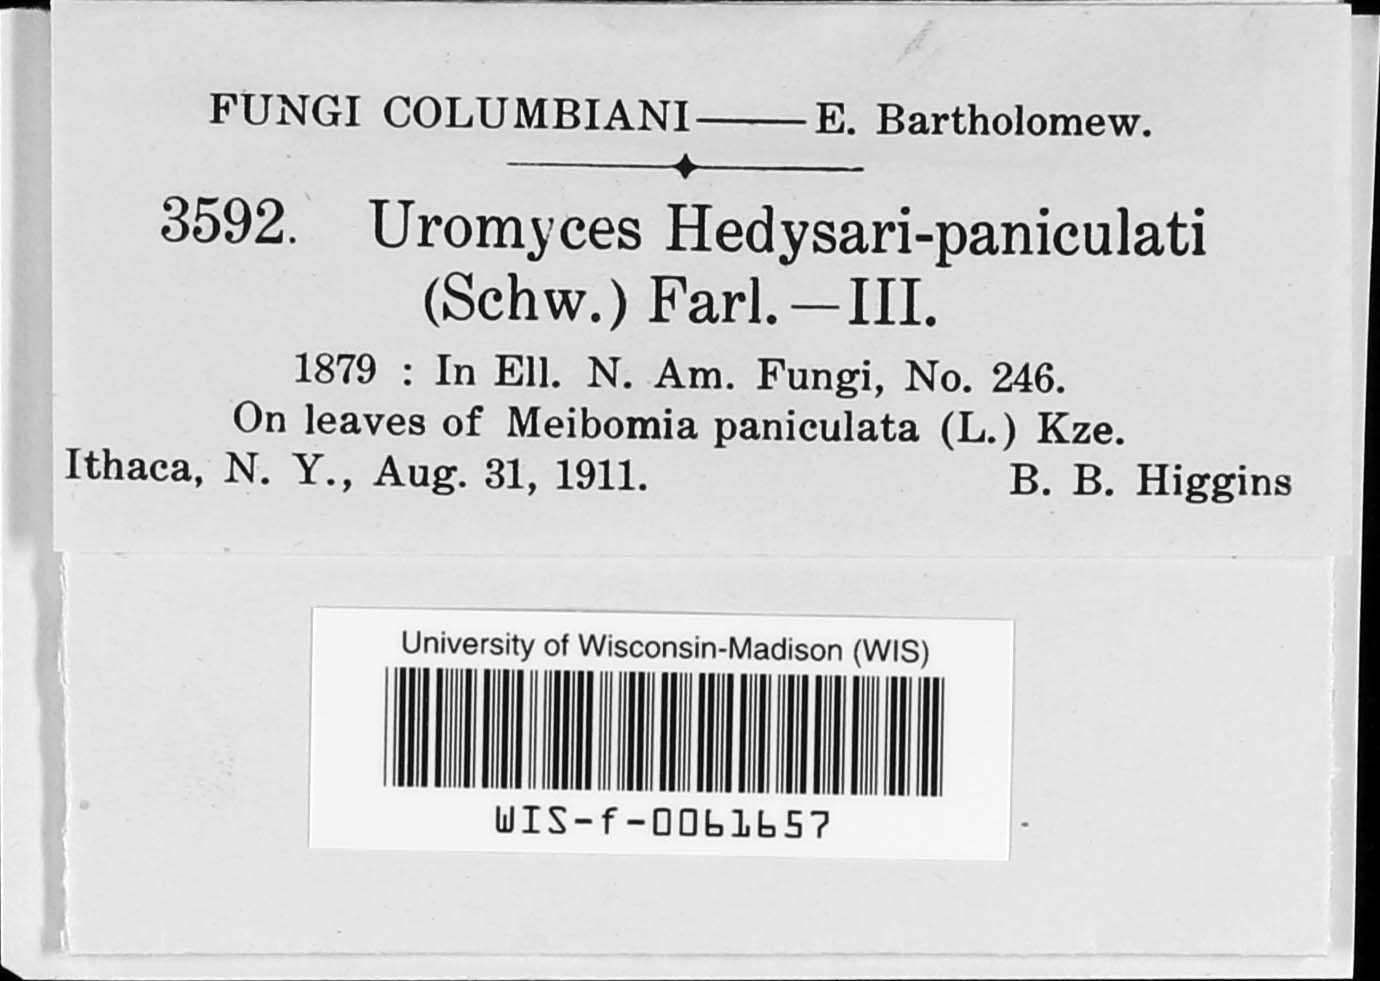 FUNGI COLUMBIANI——E. Bartholomew.
3592. Uromyces Hedysari-paniculati
(Schw.) Farl.—III.
1879 : In Ell. N. Am. Fungi, No. 246.
On leaves of Meibomia paniculata (L.) Kze.
Ithaca, N. Y., Aug. 31, 1911. B. B. Higgins
University of Wisconsin-Madison (WIS)
WIS-f-0061657